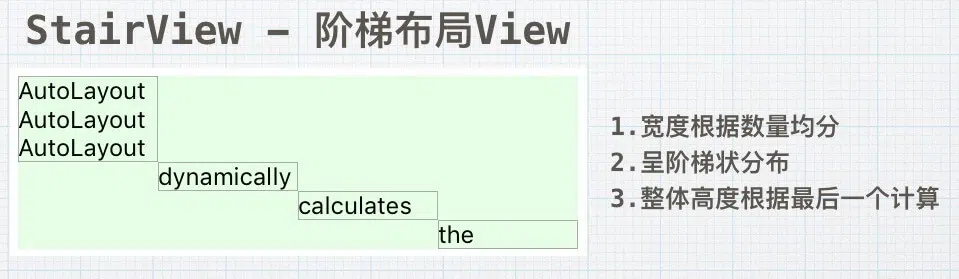 StairView - 阶梯布局View
AutoLayout
AutoLayout
AutoLayout
dynamically
calculates
the
1.宽度根据数量均分
2.呈阶梯状分布
3.整体高度根据最后一个计算